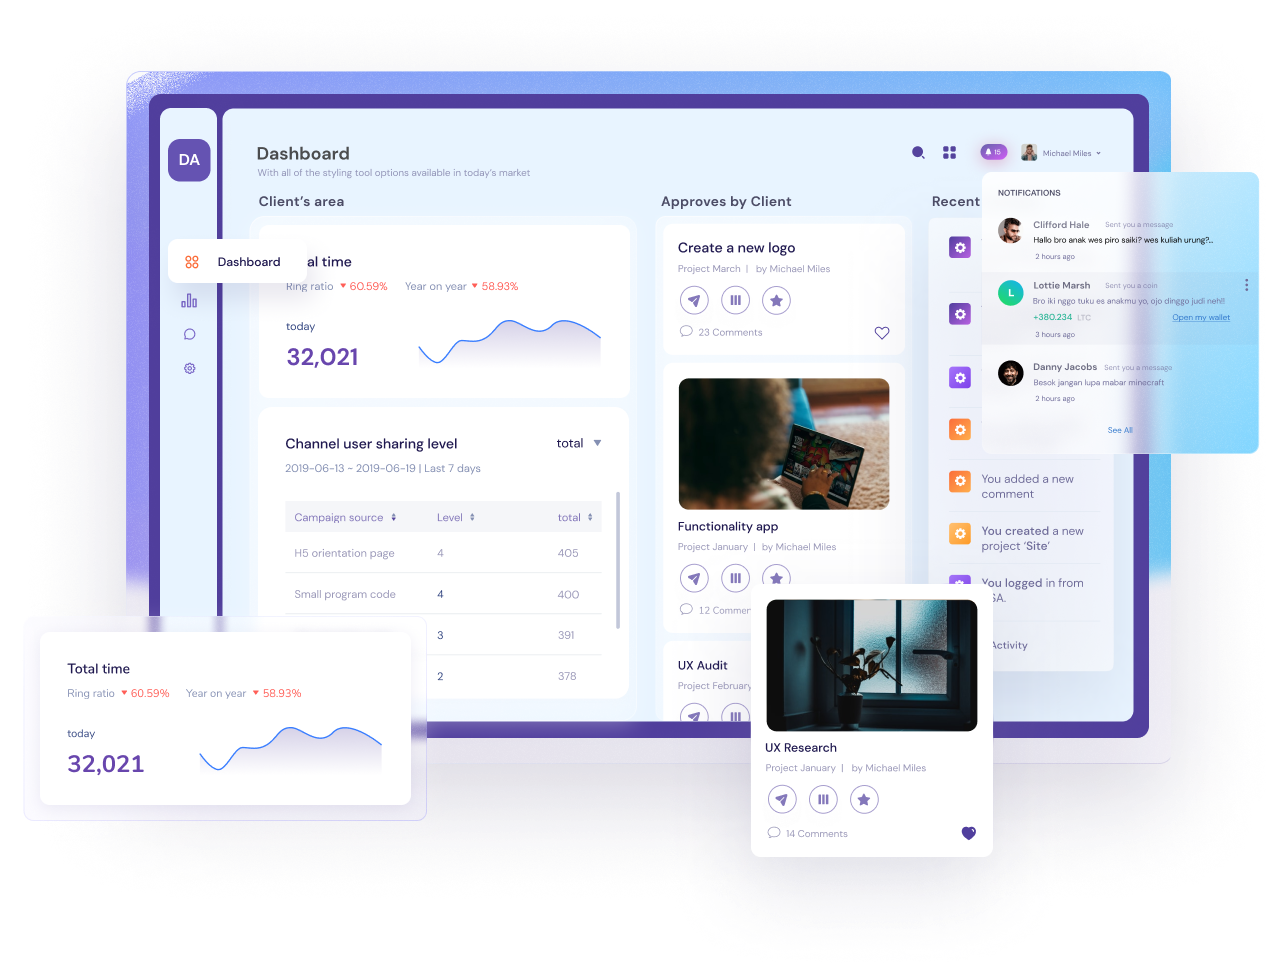 DA
Dashboard
With all of the styling tool options available in today's market
15
Michael Miles
Client's area
Approves by Client
Recent
Dashboard
al time
Ring ratio 60.59% Year on year 58.93%
today
32,021
Channel user sharing level total
2019-06-13 ~ 2019-06-19 | Last 7 days
Campaign source Level total
H5 orientation page 4 405
Small program code 4 400
3 391
2 378
Create a new logo
Project March | by Michael Miles
23 Comments
Functionality app
Project January | by Michael Miles
12 Commen
UX Audit
Project February
NOTIFICATIONS
Clifford Hale Sent you a message
Hallo bro anak wes piro saiki? wes kuliah urung?..
2 hours ago
L
Lottie Marsh Sent you a coin
Bro iki nggo tuku es anakmu yo, ojo dinggo judi neh!!
+380.234 LTC Open my wallet
3 hours ago
Danny Jacobs Sent you a message
Besok jangan lupa mabar minecraft
2 hours ago
See All
You added a new
comment
You created a new
project 'Site'
You logged in from
SA.
Activity
Total time
Ring ratio 60.59% Year on year 58.93%
today
32,021
UX Research
Project January | by Michael Miles
14 Comments